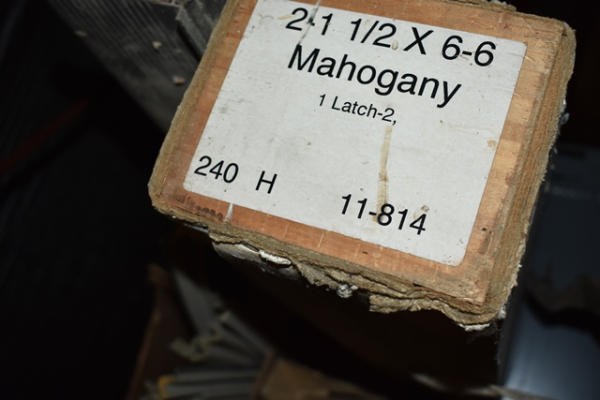 2-1 1/2 X 6-6
Mahogany
1 Latch-2,
240 H 11-814